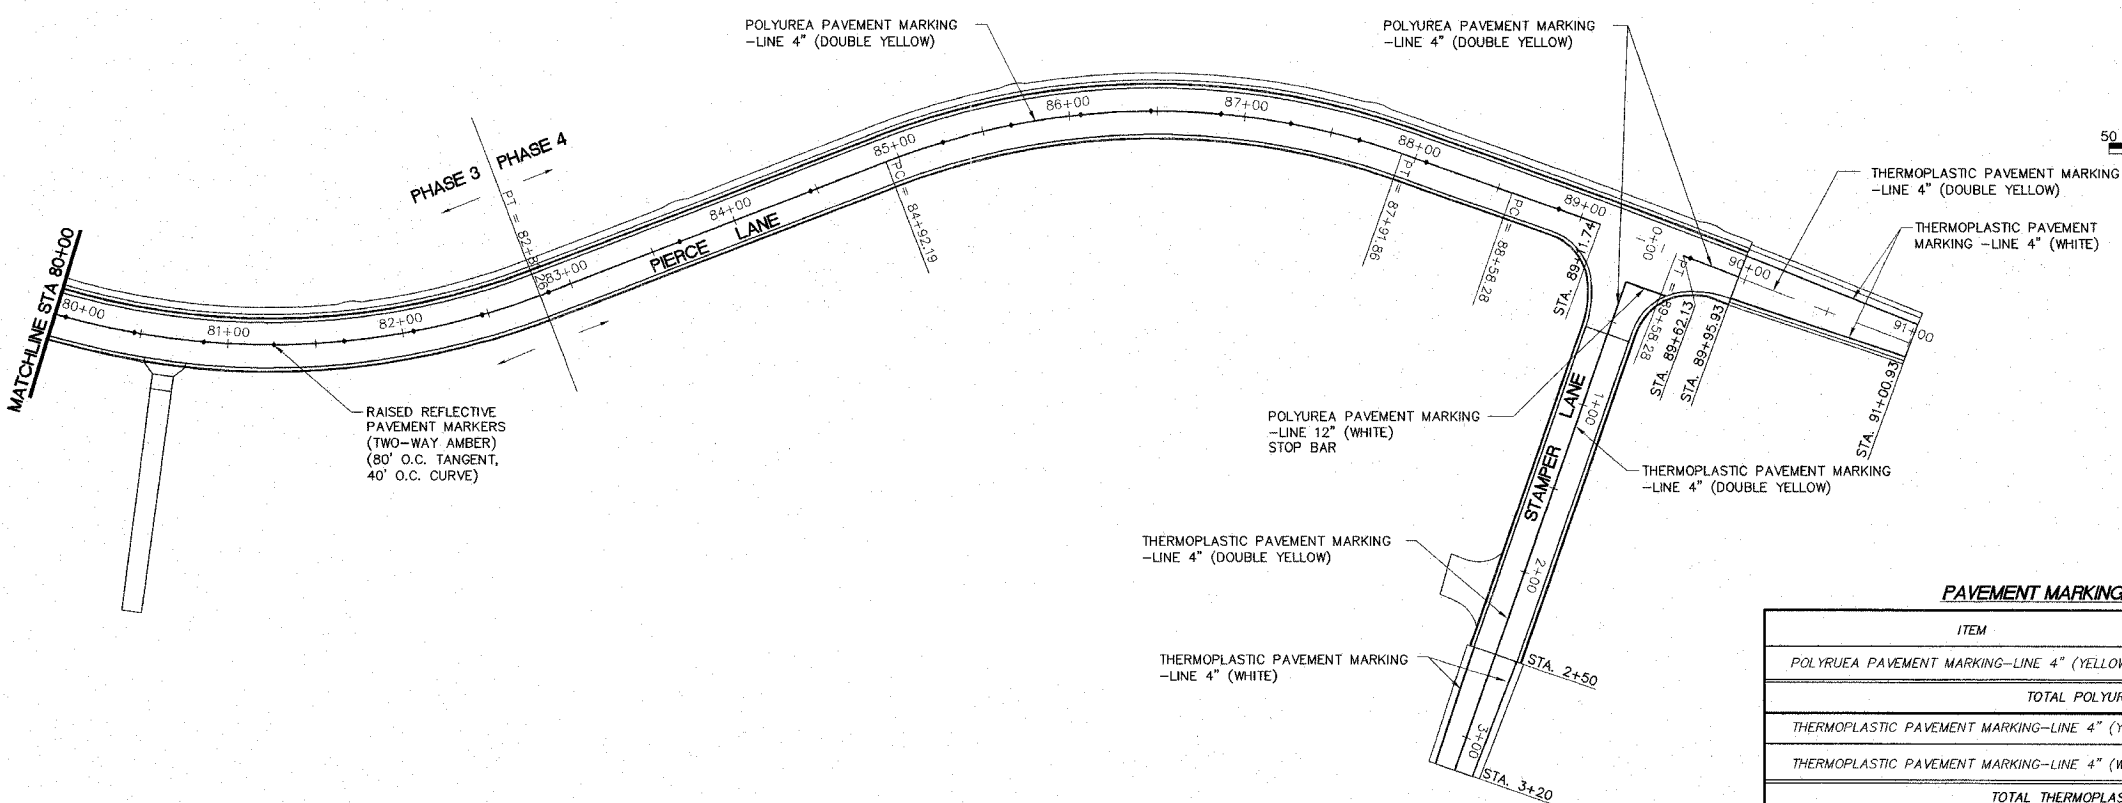 POLYUREA PAVEMENT MARKING
-LINE 4" (DOUBLE YELLOW)
POLYUREA PAVEMENT MARKING
-LINE 4" (DOUBLE YELLOW)
50
THERMOPLASTIC PAVEMENT MARKING
-LINE 4" (DOUBLE YELLOW)
THERMOPLASTIC PAVEMENT
MARKING -LINE 4" (WHITE)
PHASE 3
PHASE 4
MATCHLINE STA 80+00
80+00
81+00
82+00
83+00
84+00
85+00
86+00
87+00
88+00
89+00
90+00
91+00
PIERCE LANE
PC = 84+92.19
PT = 87+91.86
PC = 88+58.28
STA. 89+11.74
0+00
PT = 89+58.28
STA. 89+62.13
STA. 89+95.93
STA. 91+00.93
RAISED REFLECTIVE
PAVEMENT MARKERS
(TWO-WAY AMBER)
(80' O.C. TANGENT,
40' O.C. CURVE)
POLYUREA PAVEMENT MARKING
-LINE 12" (WHITE)
STOP BAR
STAMPER LANE
1+00
2+00
3+00
THERMOPLASTIC PAVEMENT MARKING
-LINE 4" (DOUBLE YELLOW)
THERMOPLASTIC PAVEMENT MARKING
-LINE 4" (DOUBLE YELLOW)
THERMOPLASTIC PAVEMENT MARKING
-LINE 4" (WHITE)
STA. 2+50
STA. 3+20
PAVEMENT MARKING
ITEM
POLYRUEA PAVEMENT MARKING-LINE 4" (YELLOW
TOTAL POLYUR
THERMOPLASTIC PAVEMENT MARKING-LINE 4" (Y
THERMOPLASTIC PAVEMENT MARKING-LINE 4" (W
TOTAL THERMOPLAS